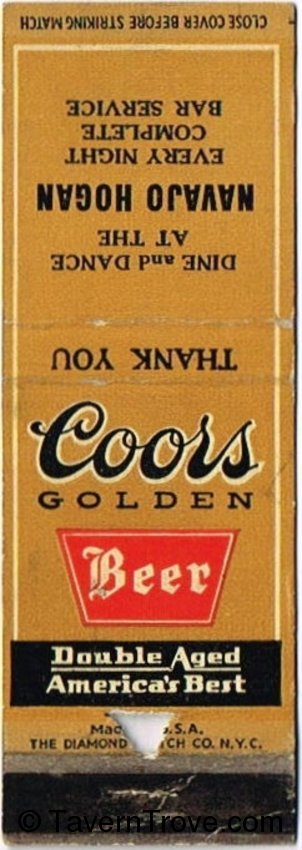 CLOSE COVER BEFORE STRIKING MATCH
DINE and DANCE
AT THE
NAVAJO HOGAN
EVERY NIGHT
COMPLETE
BAR SERVICE
THANK YOU
Coors
GOLDEN
Beer
Double Aged
America's Best
U.S.A.
THE DIAMOND CO. N.Y.C.
© TavernTrove.com